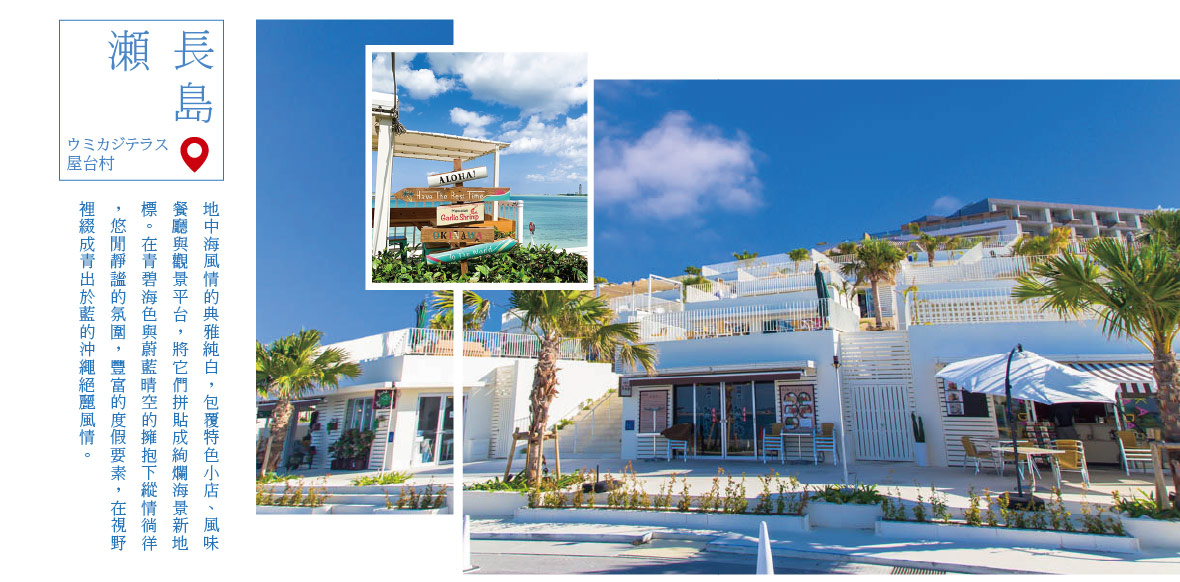 瀨長島
ウミカジテラス
屋台村
地中海風情的典雅純白，包覆特色小店、風味
餐廳與觀景平台，將它們拼貼成絢爛海景新地
標。在青碧海色與蔚藍晴空的擁抱下縱情徜徉
，悠閒靜謐的氛圍，豐富的度假要素，在視野
裡綴成青出於藍的沖繩絕麗風情。
ALOHA!
Have The Best Time
Garlic Shrimp
OKINAWA